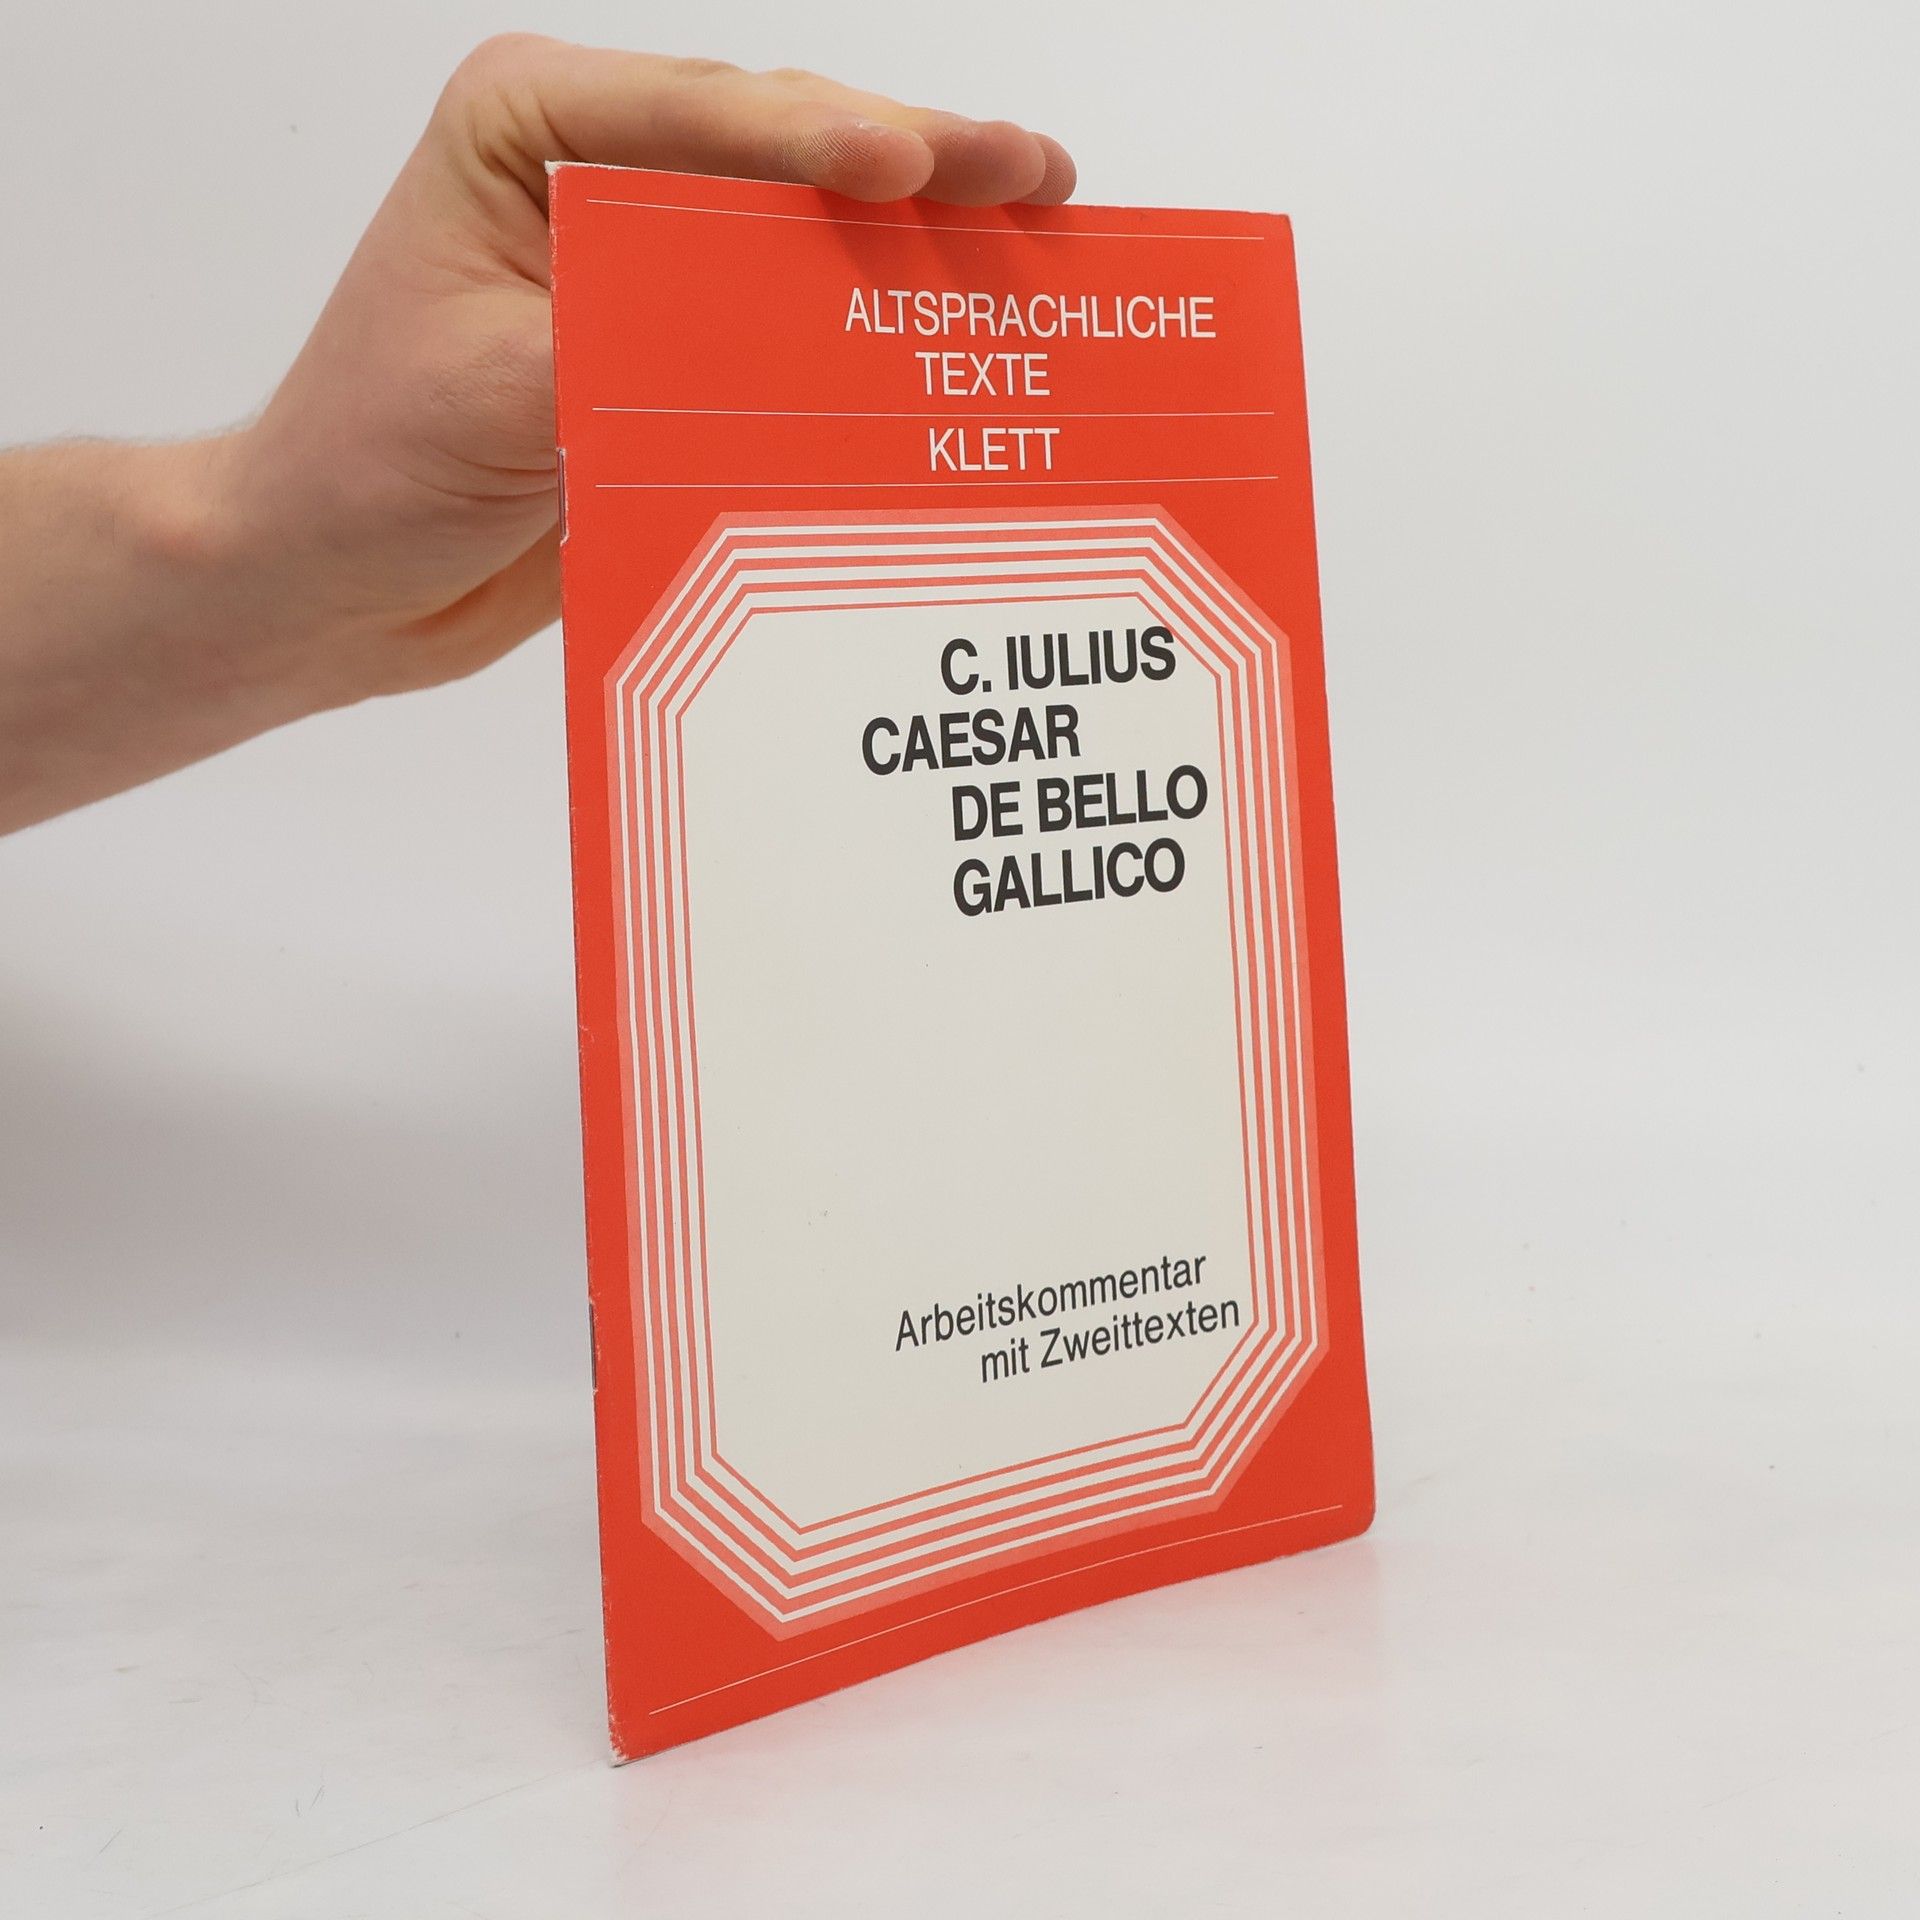 ALTSPRACHLICHE
TEXTE
KLETT
C. IULIUS
CAESAR
DE BELLO
GALLICO
Arbeitskommentar
mit Zweittexten